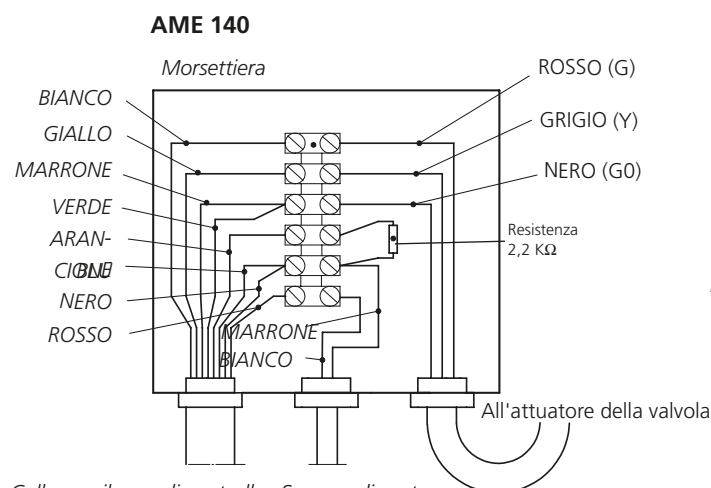 AME 140
Morsettiera
BIANCO
GIALLO
MARRONE
VERDE
ARAN-
CIONE
BLU
NERO
ROSSO
ROSSO (G)
GRIGIO (Y)
NERO (G0)
Resistenza
2,2 KΩ
MARRONE
BIANCO
All'attuatore della valvola